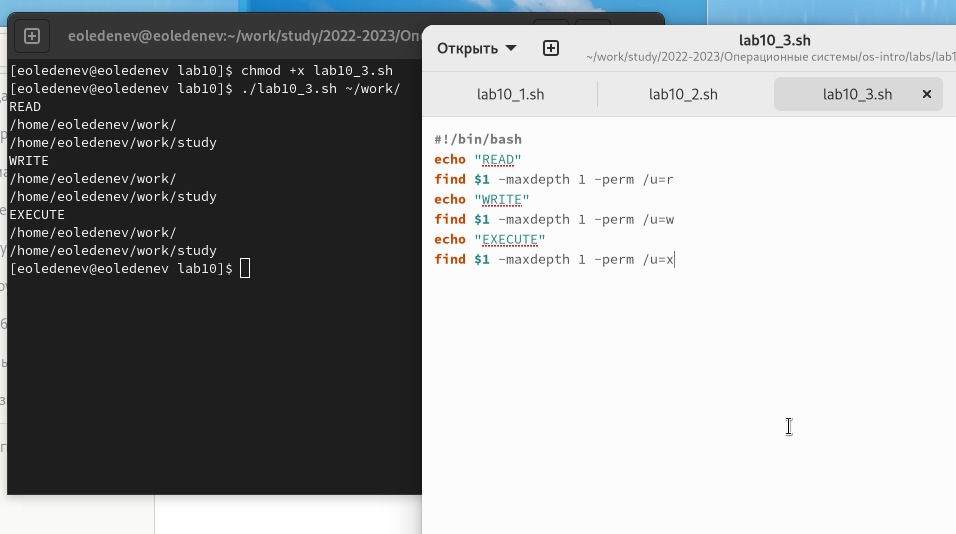 eoledenev@eoledenev:~/work/study/2022-2023/Оп
[eoledenev@eoledenev lab10]$ chmod +x lab10_3.sh
[eoledenev@eoledenev lab10]$ ./lab10_3.sh ~/work/
READ
/home/eoledenev/work/
/home/eoledenev/work/study
WRITE
/home/eoledenev/work/
/home/eoledenev/work/study
EXECUTE
/home/eoledenev/work/
/home/eoledenev/work/study
[eoledenev@eoledenev lab10]$
Открыть
lab10_3.sh
~/work/study/2022-2023/Операционные системы/os-intro/labs/lab1
lab10_1.sh
lab10_2.sh
lab10_3.sh
#!/bin/bash
echo "READ"
find $1 -maxdepth 1 -perm /u=r
echo "WRITE"
find $1 -maxdepth 1 -perm /u=w
echo "EXECUTE"
find $1 -maxdepth 1 -perm /u=x